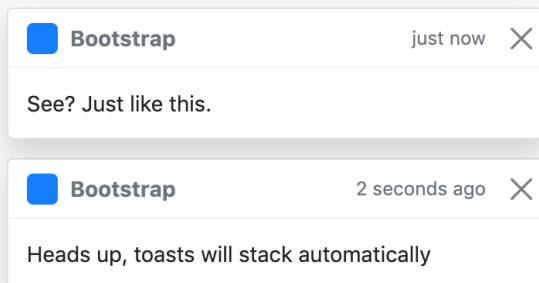 Bootstrap just now
See? Just like this.
Bootstrap 2 seconds ago
Heads up, toasts will stack automatically